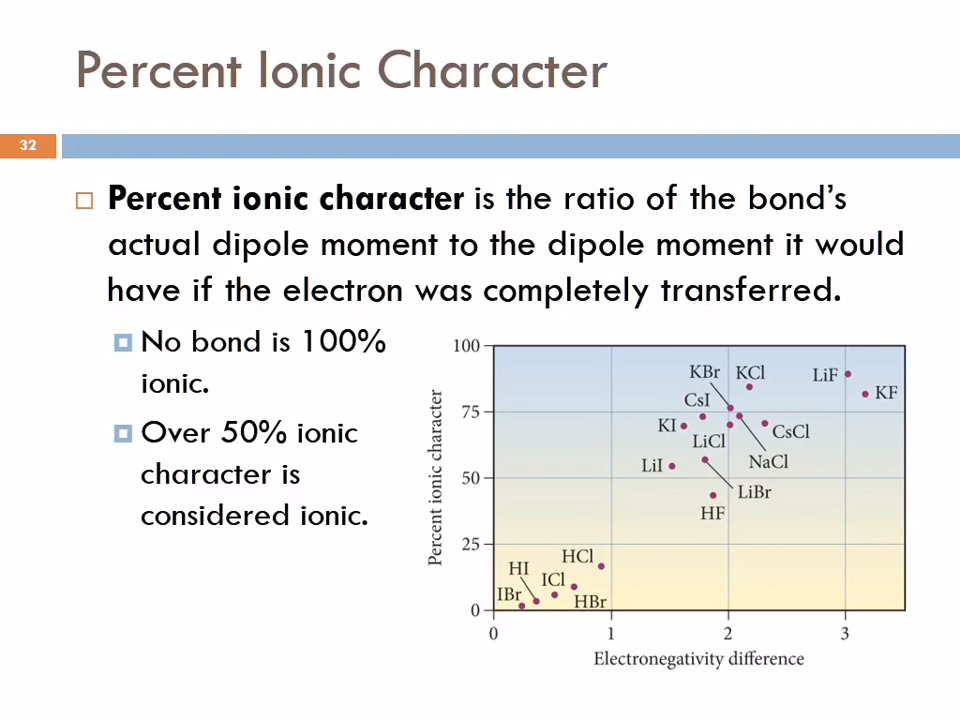 Percent Ionic Character
32
Percent ionic character is the ratio of the bond’s
actual dipole moment to the dipole moment it would
have if the electron was completely transferred.
No bond is 100%
ionic.
Over 50% ionic
character is
considered ionic.
Percent ionic character
100
75
50
25
0
KBr
KCl
LiF
KF
CsI
KI
LiCl
CsCl
LiI
NaCl
LiBr
HF
HCl
HI
ICl
IBr
HBr
0
1
2
3
Electronegativity difference